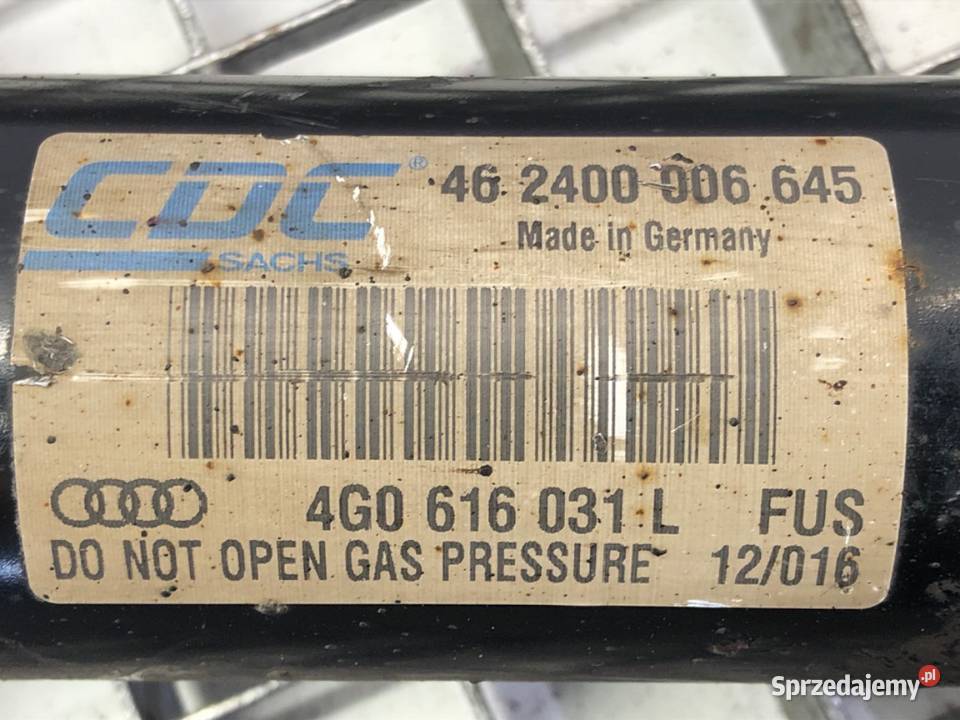 CDC® 46 2400 006 645
Made in Germany
SACHS
4G0 616 031 L FUS
DO NOT OPEN GAS PRESSURE 12/016
Sprzedajemy.pl